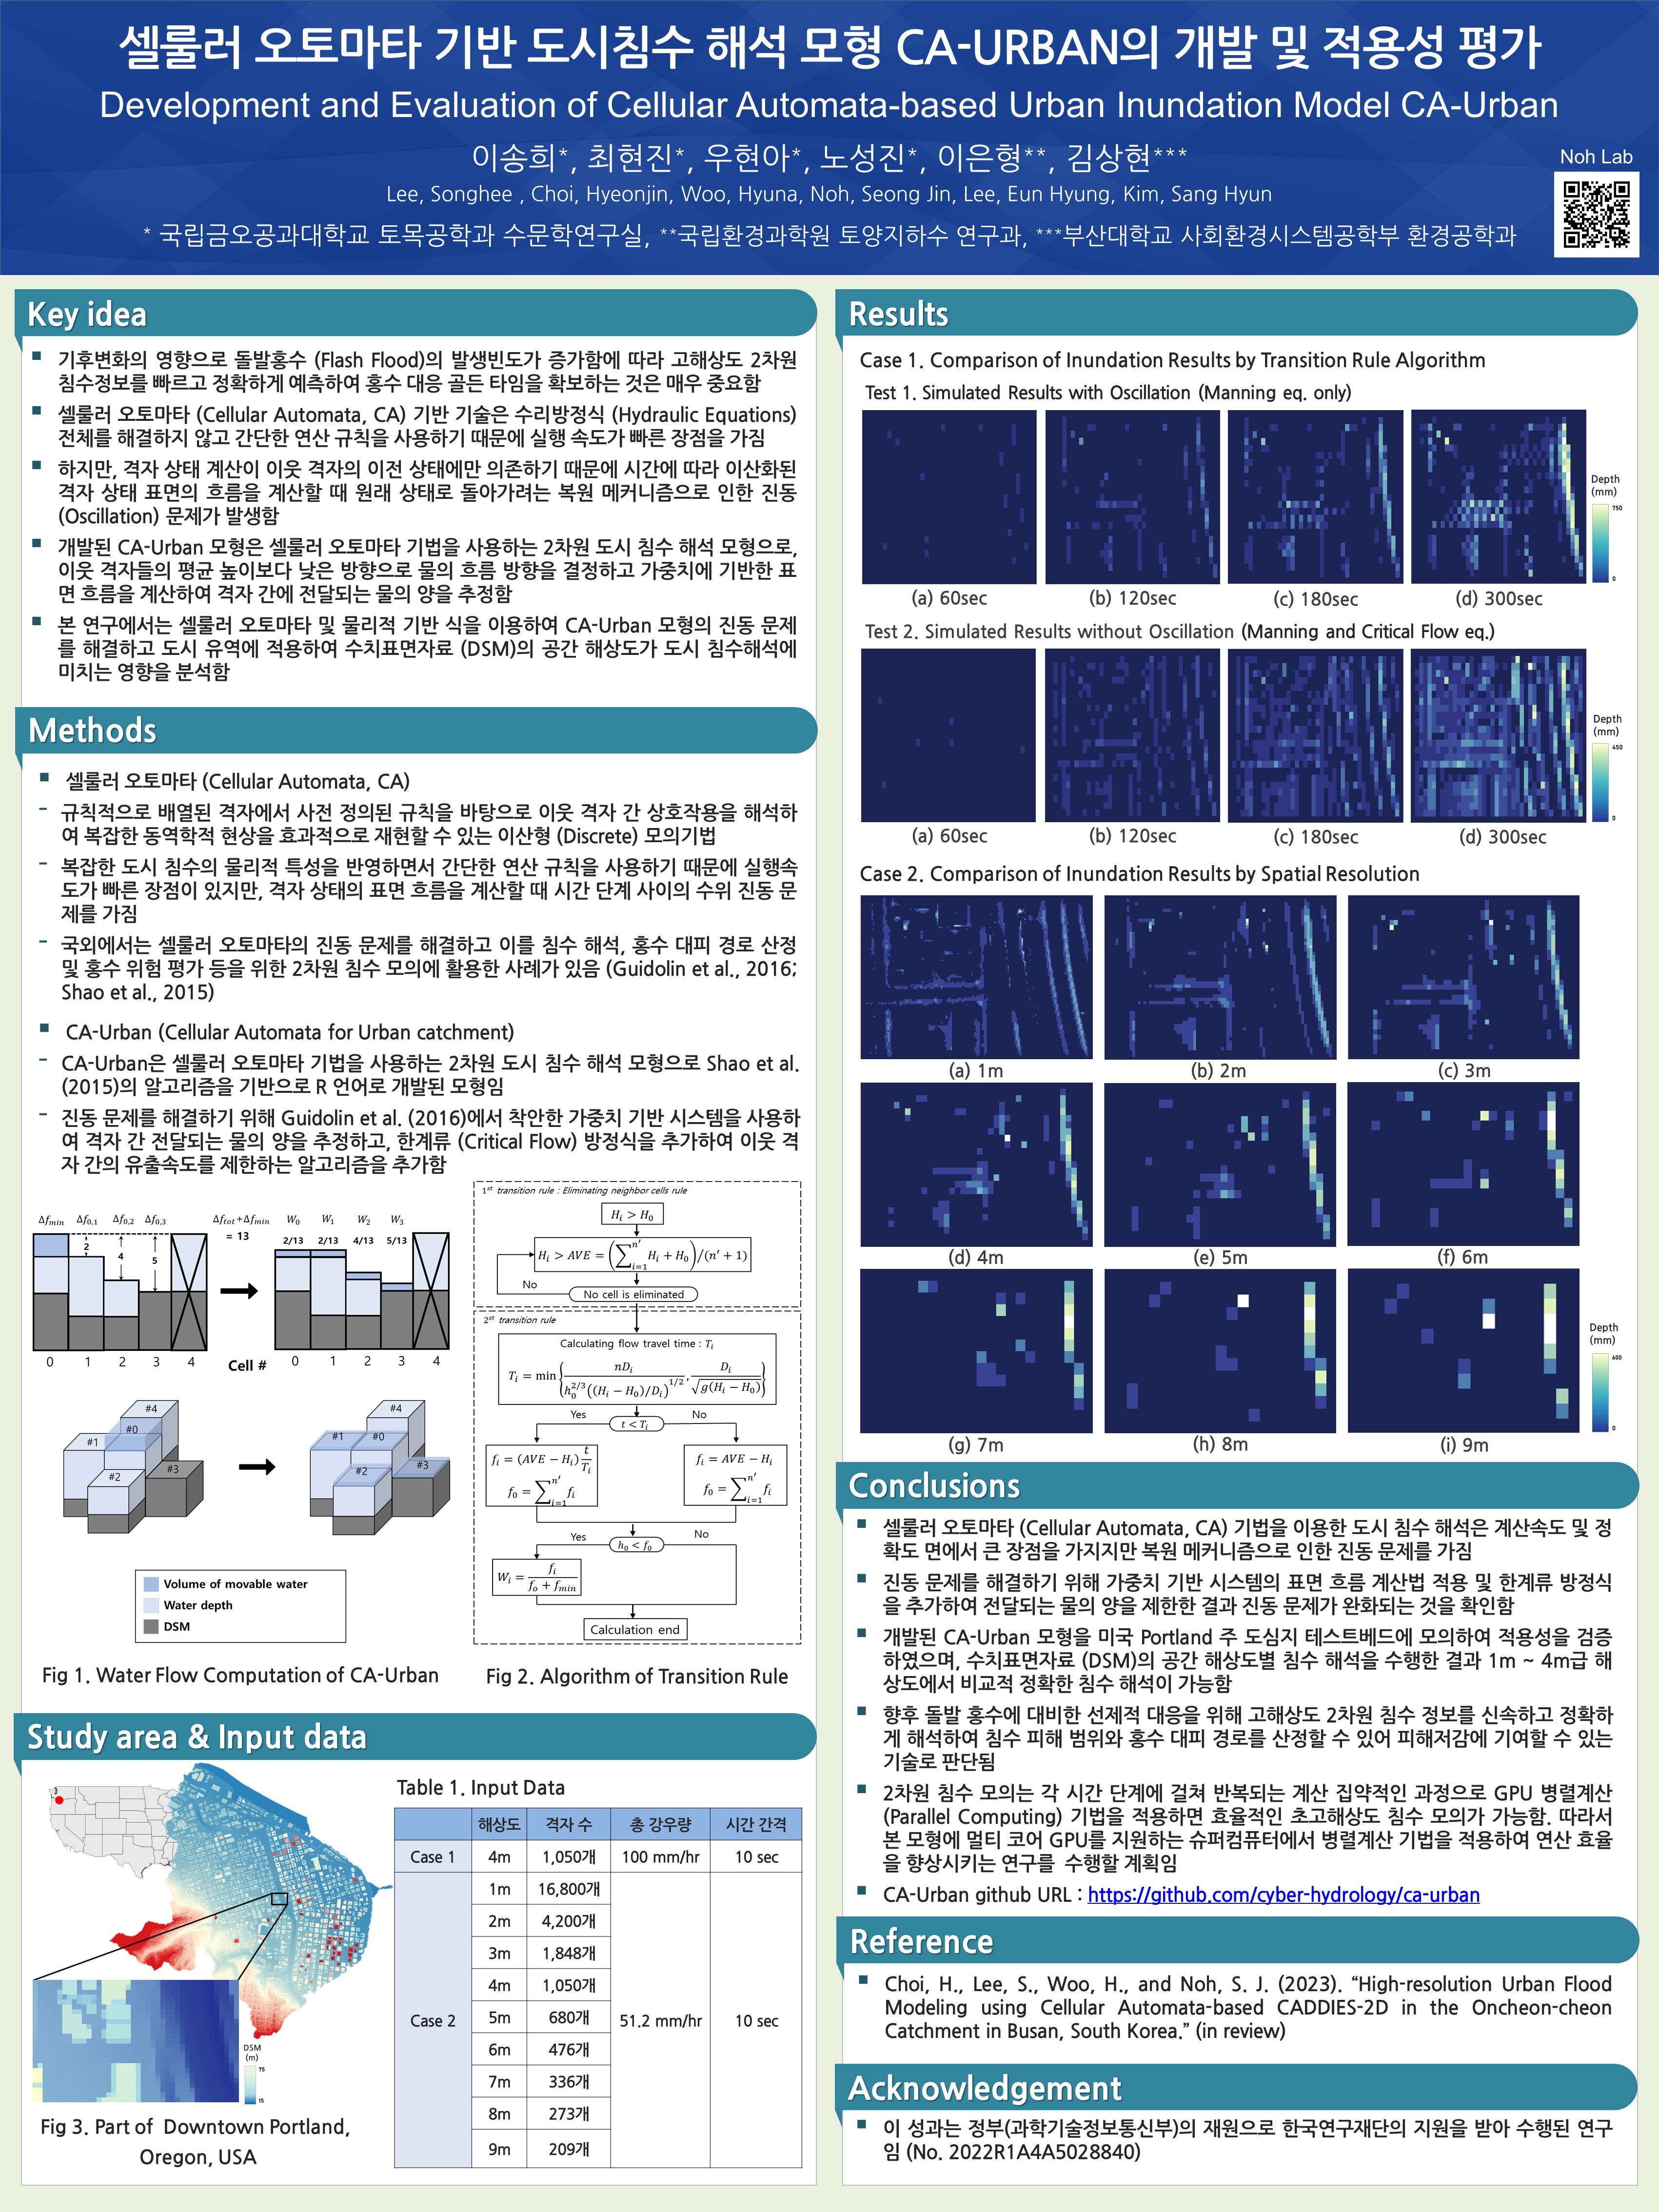 셀룰러 오토마타 기반 도시침수 해석 모형 CA-URBAN의 개발 및 적용성 평가
Development and Evaluation of Cellular Automata-based Urban Inundation Model CA-Urban
이송희*, 최현진*, 우현아*, 노성진*, 이은형**, 김상현***
Lee, Songhee , Choi, Hyeonjin, Woo, Hyuna, Noh, Seong Jin, Lee, Eun Hyung, Kim, Sang Hyun
* 국립금오공과대학교 토목공학과 수문학연구실, **국립환경과학원 토양지하수 연구과, ***부산대학교 사회환경시스템공학부 환경공학과
Noh Lab
Key idea
기후변화의 영향으로 돌발홍수 (Flash Flood)의 발생빈도가 증가함에 따라 고해상도 2차원
침수정보를 빠르고 정확하게 예측하여 홍수 대응 골든 타임을 확보하는 것은 매우 중요함
셀룰러 오토마타 (Cellular Automata, CA) 기반 기술은 수리방정식 (Hydraulic Equations)
전체를 해결하지 않고 간단한 연산 규칙을 사용하기 때문에 실행 속도가 빠른 장점을 가짐
하지만, 격자 상태 계산이 이웃 격자의 이전 상태에만 의존하기 때문에 시간에 따라 이산화된
격자 상태 표면의 흐름을 계산할 때 원래 상태로 돌아가려는 복원 메커니즘으로 인한 진동
(Oscillation) 문제가 발생함
개발된 CA-Urban 모형은 셀룰러 오토마타 기법을 사용하는 2차원 도시 침수 해석 모형으로,
이웃 격자들의 평균 높이보다 낮은 방향으로 물의 흐름 방향을 결정하고 가중치에 기반한 표
면 흐름을 계산하여 격자 간에 전달되는 물의 양을 추정함
본 연구에서는 셀룰러 오토마타 및 물리적 기반 식을 이용하여 CA-Urban 모형의 진동 문제
를 해결하고 도시 유역에 적용하여 수치표면자료 (DSM)의 공간 해상도가 도시 침수해석에
미치는 영향을 분석함
Methods
셀룰러 오토마타 (Cellular Automata, CA)
- 규칙적으로 배열된 격자에서 사전 정의된 규칙을 바탕으로 이웃 격자 간 상호작용을 해석하
여 복잡한 동역학적 현상을 효과적으로 재현할 수 있는 이산형 (Discrete) 모의기법
- 복잡한 도시 침수의 물리적 특성을 반영하면서 간단한 연산 규칙을 사용하기 때문에 실행속
도가 빠른 장점이 있지만, 격자 상태의 표면 흐름을 계산할 때 시간 단계 사이의 수위 진동 문
제를 가짐
- 국외에서는 셀룰러 오토마타의 진동 문제를 해결하고 이를 침수 해석, 홍수 대피 경로 산정
및 홍수 위험 평가 등을 위한 2차원 침수 모의에 활용한 사례가 있음 (Guidolin et al., 2016;
Shao et al., 2015)
CA-Urban (Cellular Automata for Urban catchment)
- CA-Urban은 셀룰러 오토마타 기법을 사용하는 2차원 도시 침수 해석 모형으로 Shao et al.
(2015)의 알고리즘을 기반으로 R 언어로 개발된 모형임
- 진동 문제를 해결하기 위해 Guidolin et al. (2016)에서 착안한 가중치 기반 시스템을 사용하
여 격자 간 전달되는 물의 양을 추정하고, 한계류 (Critical Flow) 방정식을 추가하여 이웃 격
자 간의 유출속도를 제한하는 알고리즘을 추가함
Δf_min Δf_0,1 Δf_0,2 Δf_0,3
2 4 5
Δf_tot+Δf_min
= 13
W_0 W_1 W_2 W_3
2/13 2/13 4/13 5/13
0 1 2 3 4
Cell #
0 1 2 3 4
#4 #0 #1 #2 #3
#4 #1 #0 #2 #3
Volume of movable water
Water depth
DSM
Fig 1. Water Flow Computation of CA-Urban
1st transition rule : Eliminating neighbor cells rule
H_i > H_0
H_i > AVE = (∑_{i=1}^{n'} H_i + H_0)/(n' + 1)
No
No cell is eliminated
2st transition rule
Calculating flow travel time : T_i
T_i = min{nD_i / (h_0^{2/3}((H_i − H_0)/D_i)^{1/2}), D_i / √(g(H_i − H_0))}
Yes t < T_i No
f_i = (AVE − H_i) t/T_i
f_0 = ∑_{i=1}^{n'} f_i
f_i = AVE − H_i
f_0 = ∑_{i=1}^{n'} f_i
Yes h_0 < f_0 No
W_i = f_i / (f_o + f_min)
Calculation end
Fig 2. Algorithm of Transition Rule
Study area & Input data
DSM
(m)
75
15
Fig 3. Part of Downtown Portland,
Oregon, USA
Table 1. Input Data
해상도 격자 수 총 강우량 시간 간격
Case 1 4m 1,050개 100 mm/hr 10 sec
1m 16,800개
2m 4,200개
3m 1,848개
4m 1,050개
Case 2 5m 680개 51.2 mm/hr 10 sec
6m 476개
7m 336개
8m 273개
9m 209개
Results
Case 1. Comparison of Inundation Results by Transition Rule Algorithm
Test 1. Simulated Results with Oscillation (Manning eq. only)
Depth
(mm)
750
0
(a) 60sec (b) 120sec (c) 180sec (d) 300sec
Test 2. Simulated Results without Oscillation (Manning and Critical Flow eq.)
Depth
(mm)
450
0
(a) 60sec (b) 120sec (c) 180sec (d) 300sec
Case 2. Comparison of Inundation Results by Spatial Resolution
(a) 1m (b) 2m (c) 3m
(d) 4m (e) 5m (f) 6m
Depth
(mm)
600
0
(g) 7m (h) 8m (i) 9m
Conclusions
셀룰러 오토마타 (Cellular Automata, CA) 기법을 이용한 도시 침수 해석은 계산속도 및 정
확도 면에서 큰 장점을 가지지만 복원 메커니즘으로 인한 진동 문제를 가짐
진동 문제를 해결하기 위해 가중치 기반 시스템의 표면 흐름 계산법 적용 및 한계류 방정식
을 추가하여 전달되는 물의 양을 제한한 결과 진동 문제가 완화되는 것을 확인함
개발된 CA-Urban 모형을 미국 Portland 주 도심지 테스트베드에 모의하여 적용성을 검증
하였으며, 수치표면자료 (DSM)의 공간 해상도별 침수 해석을 수행한 결과 1m ~ 4m급 해
상도에서 비교적 정확한 침수 해석이 가능함
향후 돌발 홍수에 대비한 선제적 대응을 위해 고해상도 2차원 침수 정보를 신속하고 정확하
게 해석하여 침수 피해 범위와 홍수 대피 경로를 산정할 수 있어 피해저감에 기여할 수 있는
기술로 판단됨
2차원 침수 모의는 각 시간 단계에 걸쳐 반복되는 계산 집약적인 과정으로 GPU 병렬계산
(Parallel Computing) 기법을 적용하면 효율적인 초고해상도 침수 모의가 가능함. 따라서
본 모형에 멀티 코어 GPU를 지원하는 슈퍼컴퓨터에서 병렬계산 기법을 적용하여 연산 효율
을 향상시키는 연구를 수행할 계획임
CA-Urban github URL : https://github.com/cyber-hydrology/ca-urban
Reference
Choi, H., Lee, S., Woo, H., and Noh, S. J. (2023). “High-resolution Urban Flood
Modeling using Cellular Automata-based CADDIES-2D in the Oncheon-cheon
Catchment in Busan, South Korea.” (in review)
Acknowledgement
이 성과는 정부(과학기술정보통신부)의 재원으로 한국연구재단의 지원을 받아 수행된 연구
임 (No. 2022R1A4A5028840)